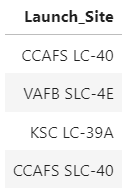 Launch_Site
CCAFS LC-40
VAFB SLC-4E
KSC LC-39A
CCAFS SLC-40